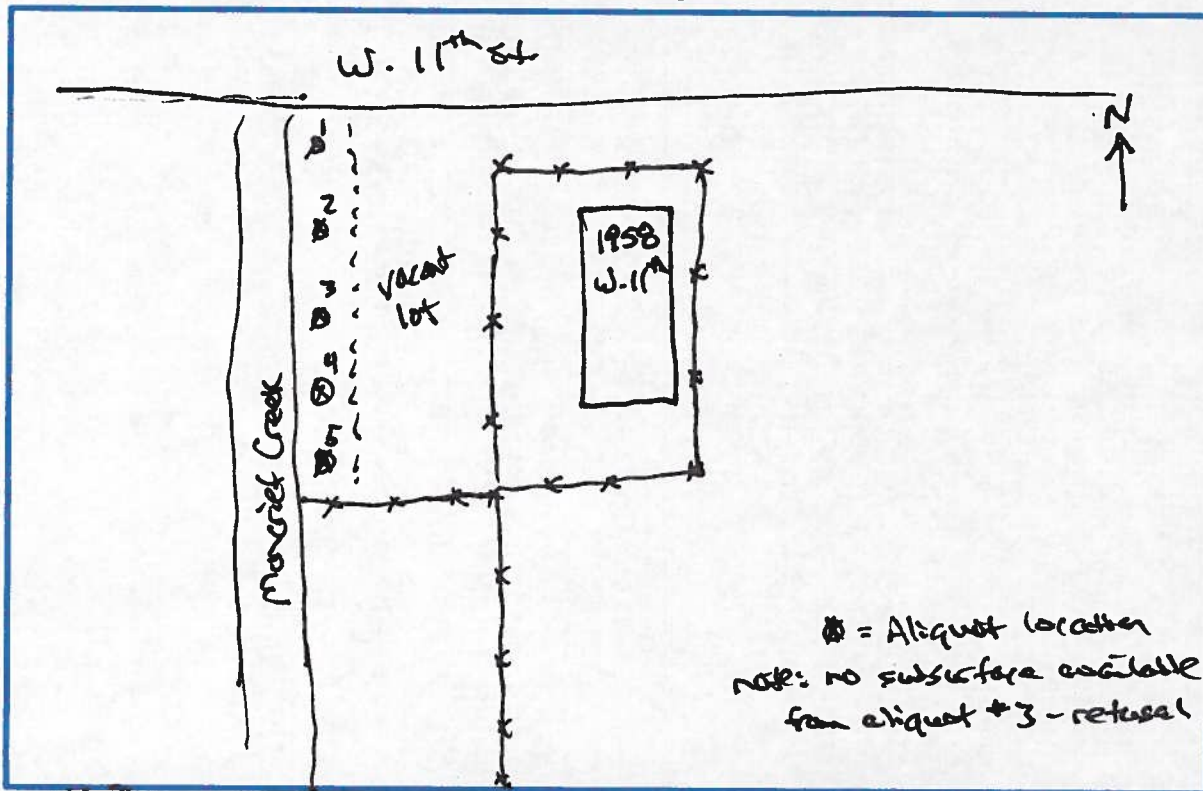 W. 11th St
N
1
2
3
4
5
vacant
lot
1958
W. 11th
Moncrief Creek
= Aliquot location
note: no subsurface available
from aliquot #3 - refusal